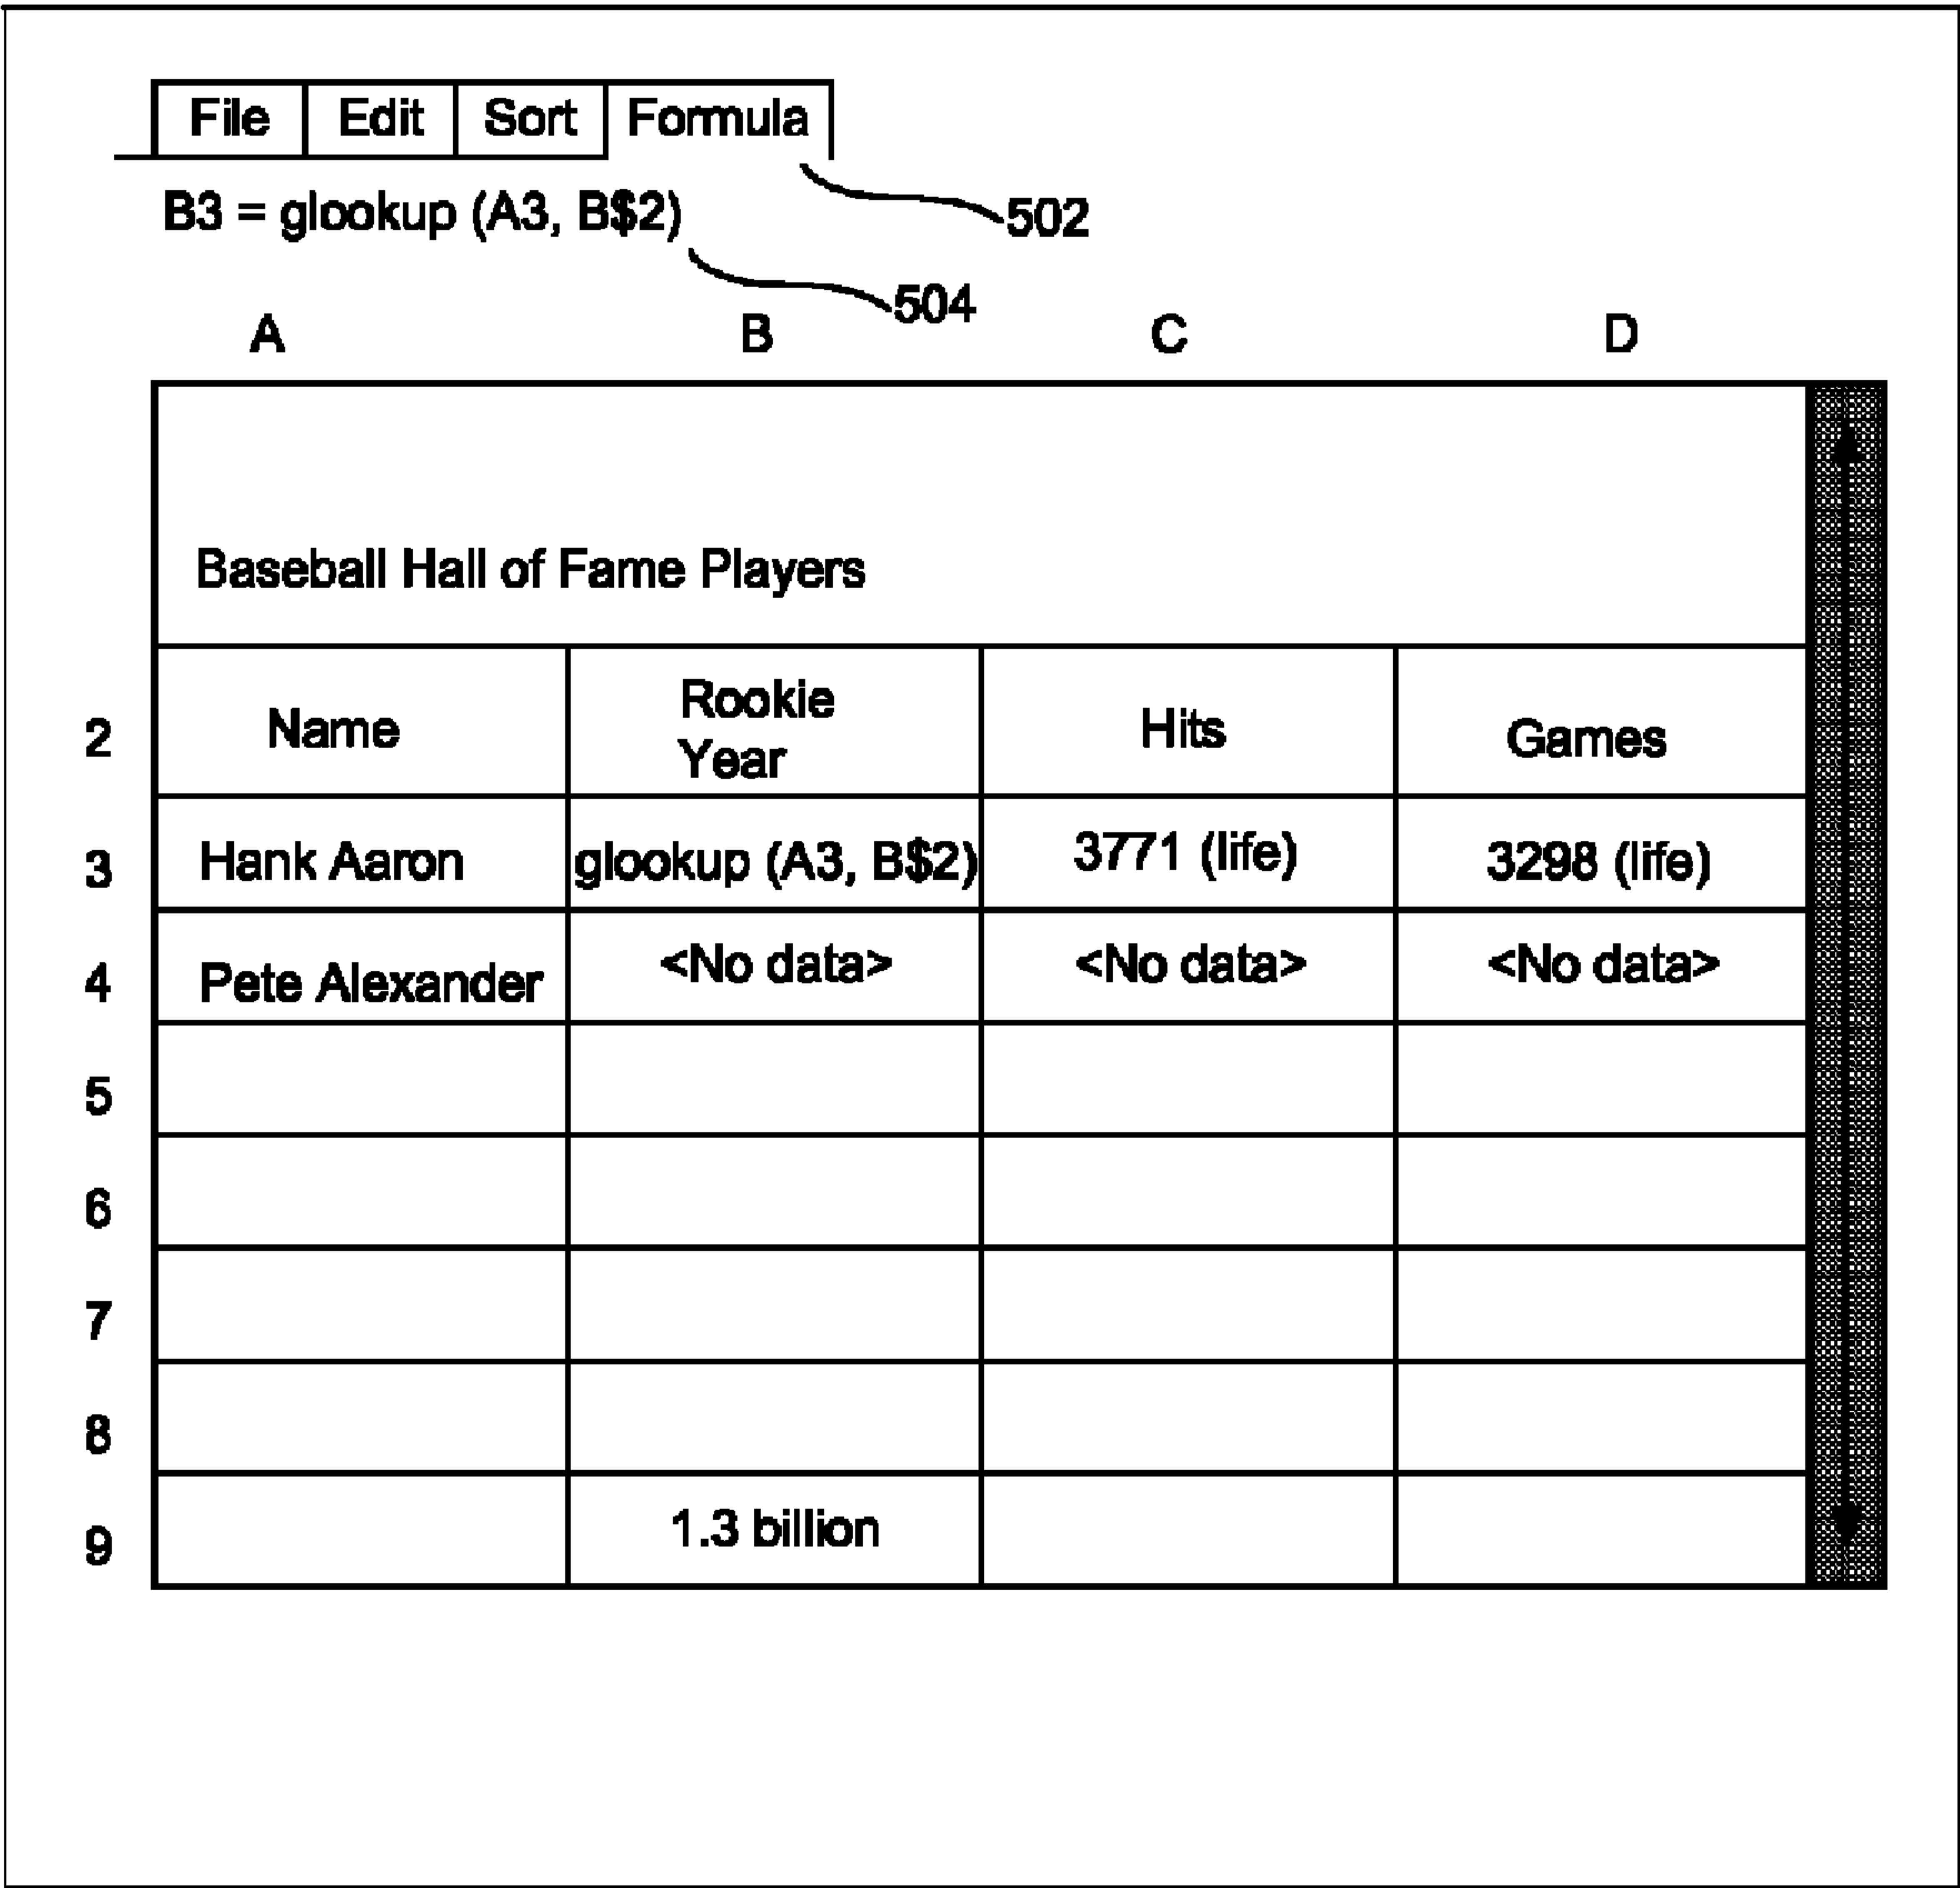 File Edit Sort Formula
B3 = glookup (A3, B$2)
502
504
A B C D
Baseball Hall of Fame Players
2 Name Rookie Year Hits Games
3 Hank Aaron glookup (A3, B$2) 3771 (life) 3298 (life)
4 Pete Alexander <No data> <No data> <No data>
5
6
7
8
9 1.3 billion